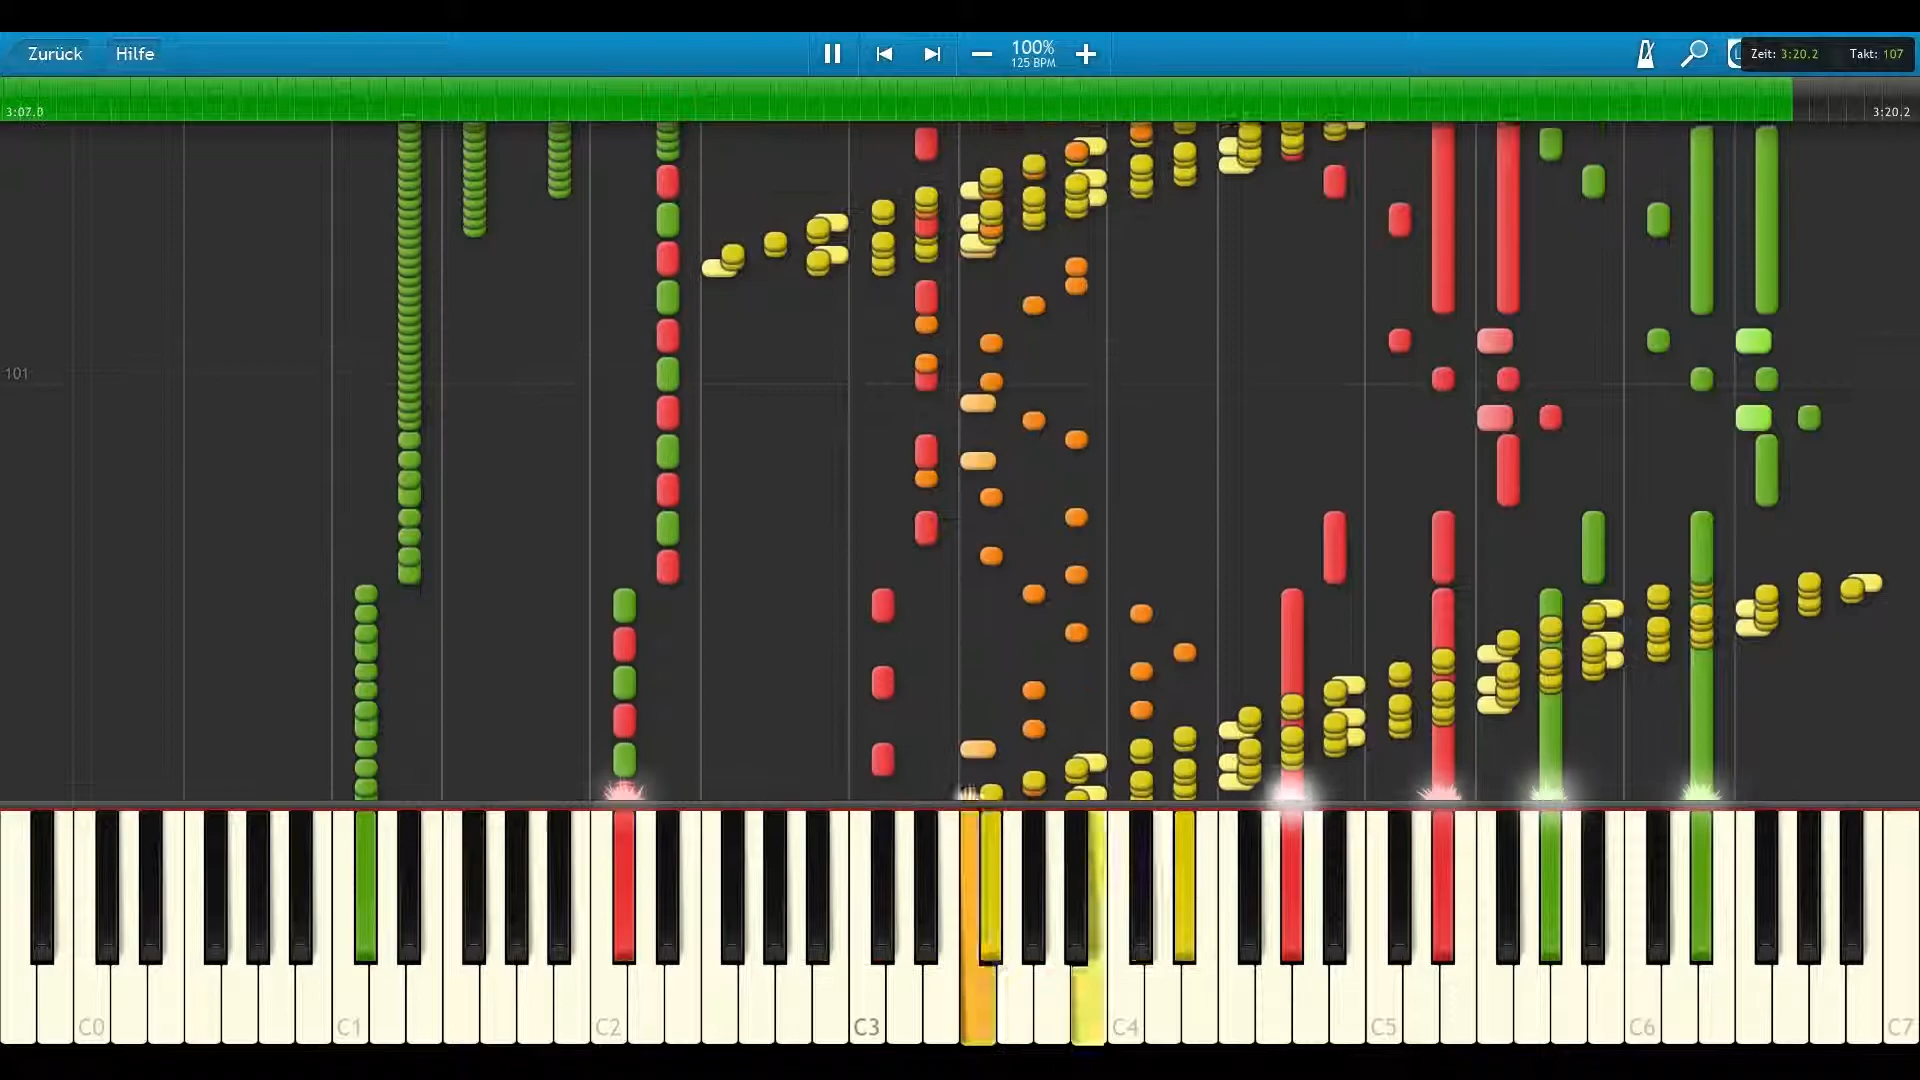 Zurück Hilfe
100%
125 BPM
Zeit: 3:20.2 Takt: 107
3:07.0 3:20.2
101
C0 C1 C2 C3 C4 C5 C6 C7